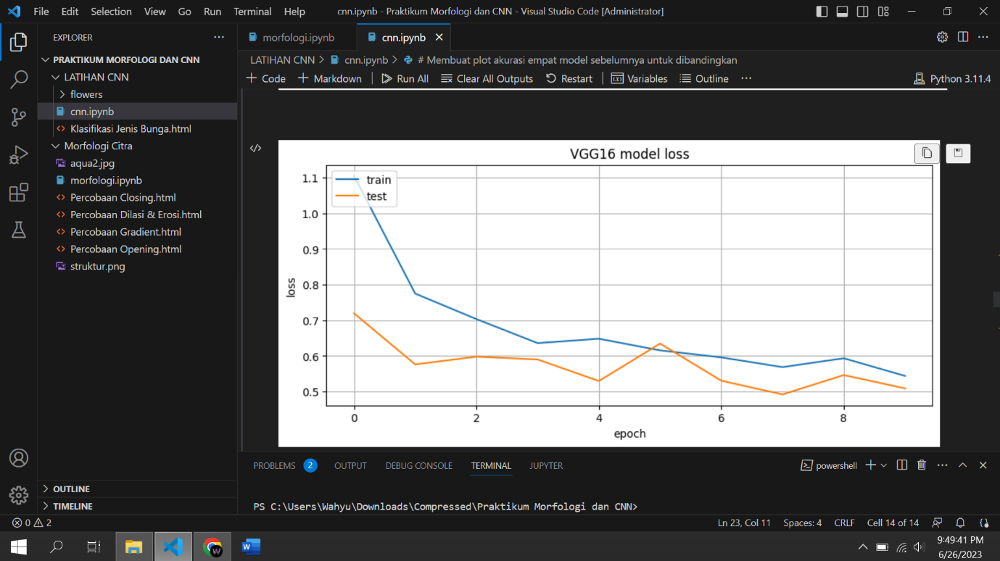 File Edit Selection View Go Run Terminal Help
cnn.ipynb - Praktikum Morfologi dan CNN - Visual Studio Code [Administrator]
EXPLORER
PRAKTIKUM MORFOLOGI DAN CNN
LATIHAN CNN
flowers
cnn.ipynb
Klasifikasi Jenis Bunga.html
Morfologi Citra
aqua2.jpg
morfologi.ipynb
Percobaan Closing.html
Percobaan Dilasi & Erosi.html
Percobaan Gradient.html
Percobaan Opening.html
struktur.png
OUTLINE
TIMELINE
morfologi.ipynb cnn.ipynb
LATIHAN CNN > cnn.ipynb > # Membuat plot akurasi empat model sebelumnya untuk dibandingkan
+ Code + Markdown Run All Clear All Outputs Restart Variables Outline ... Python 3.11.4
VGG16 model loss
train
test
1.1
1.0
0.9
0.8
0.7
0.6
0.5
loss
0 2 4 6 8
epoch
PROBLEMS 2 OUTPUT DEBUG CONSOLE TERMINAL JUPYTER powershell
PS C:\Users\Wahyu\Downloads\Compressed\Praktikum Morfologi dan CNN>
0 2 Ln 23, Col 11 Spaces: 4 CRLF Cell 14 of 14
W W
9:49:41 PM
6/26/2023